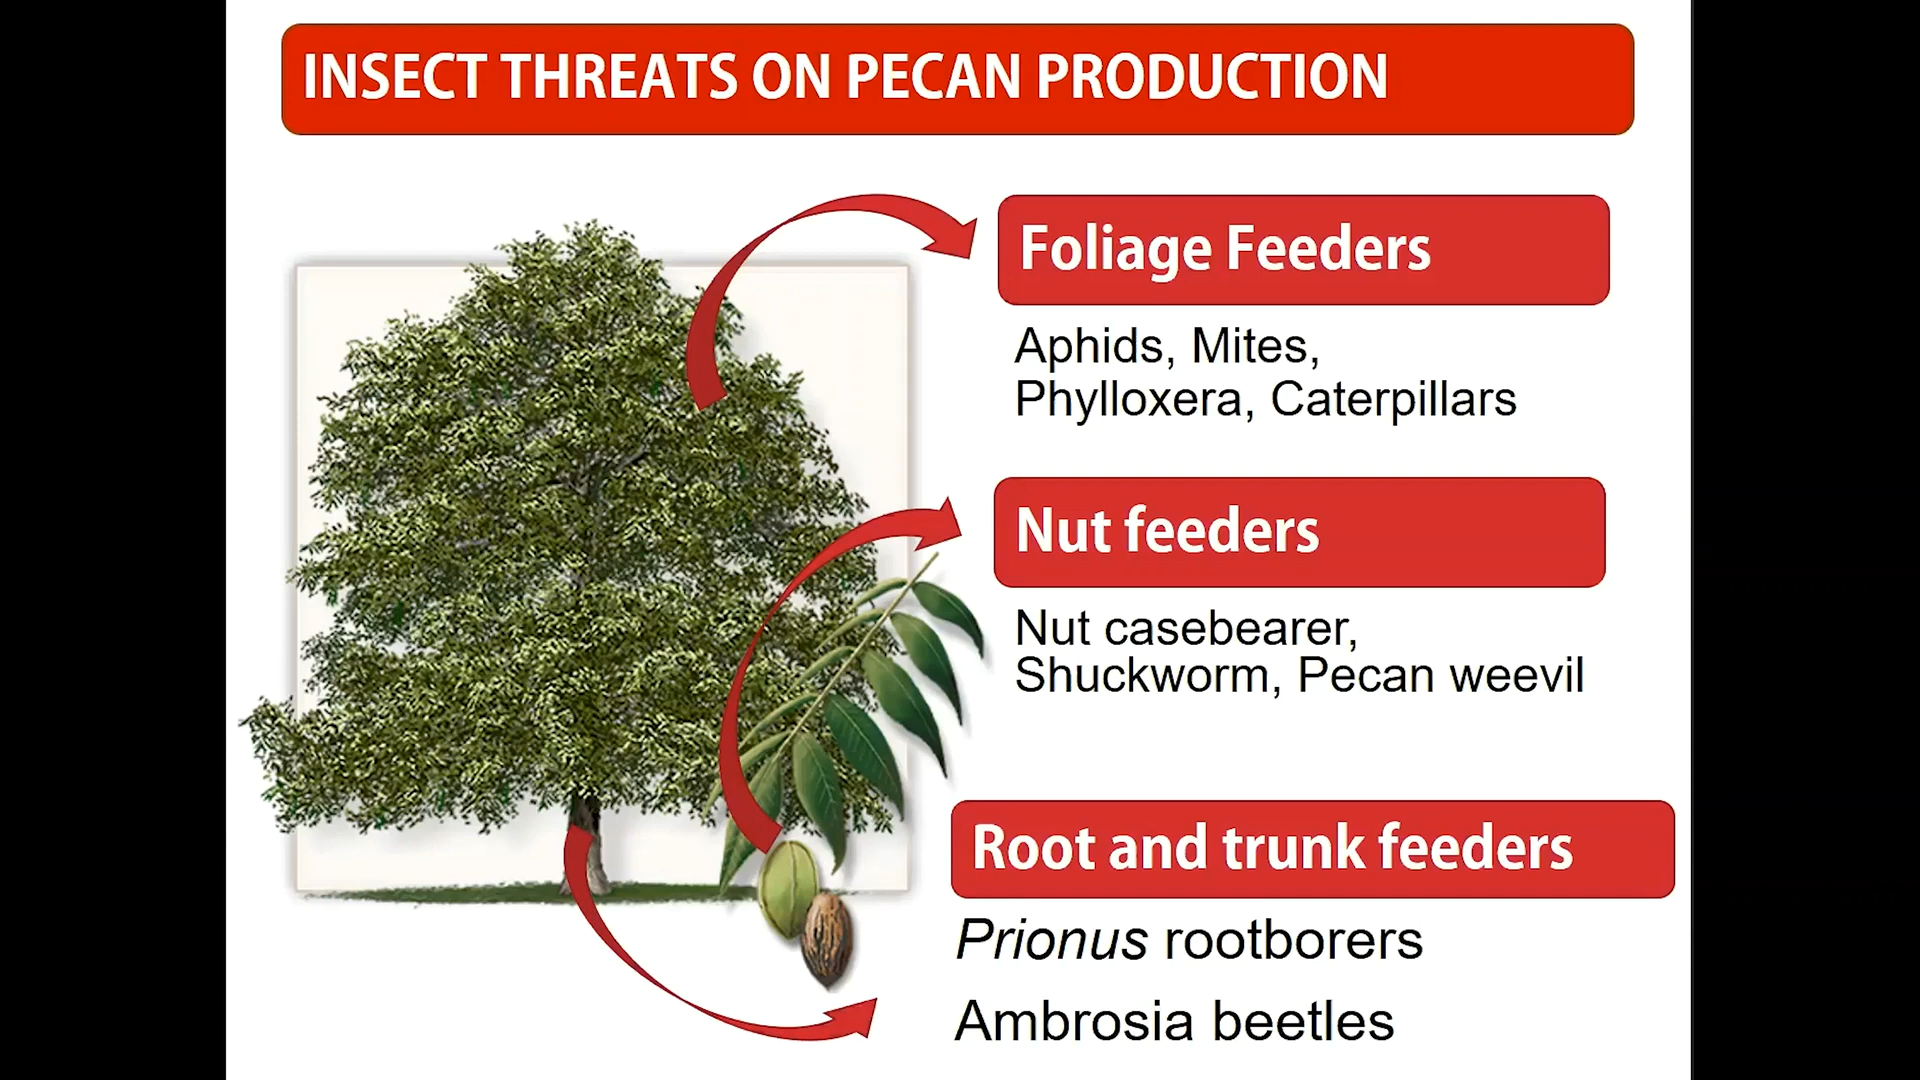 INSECT THREATS ON PECAN PRODUCTION
Foliage Feeders
Aphids, Mites,
Phylloxera, Caterpillars
Nut feeders
Nut casebearer,
Shuckworm, Pecan weevil
Root and trunk feeders
Prionus rootborers
Ambrosia beetles